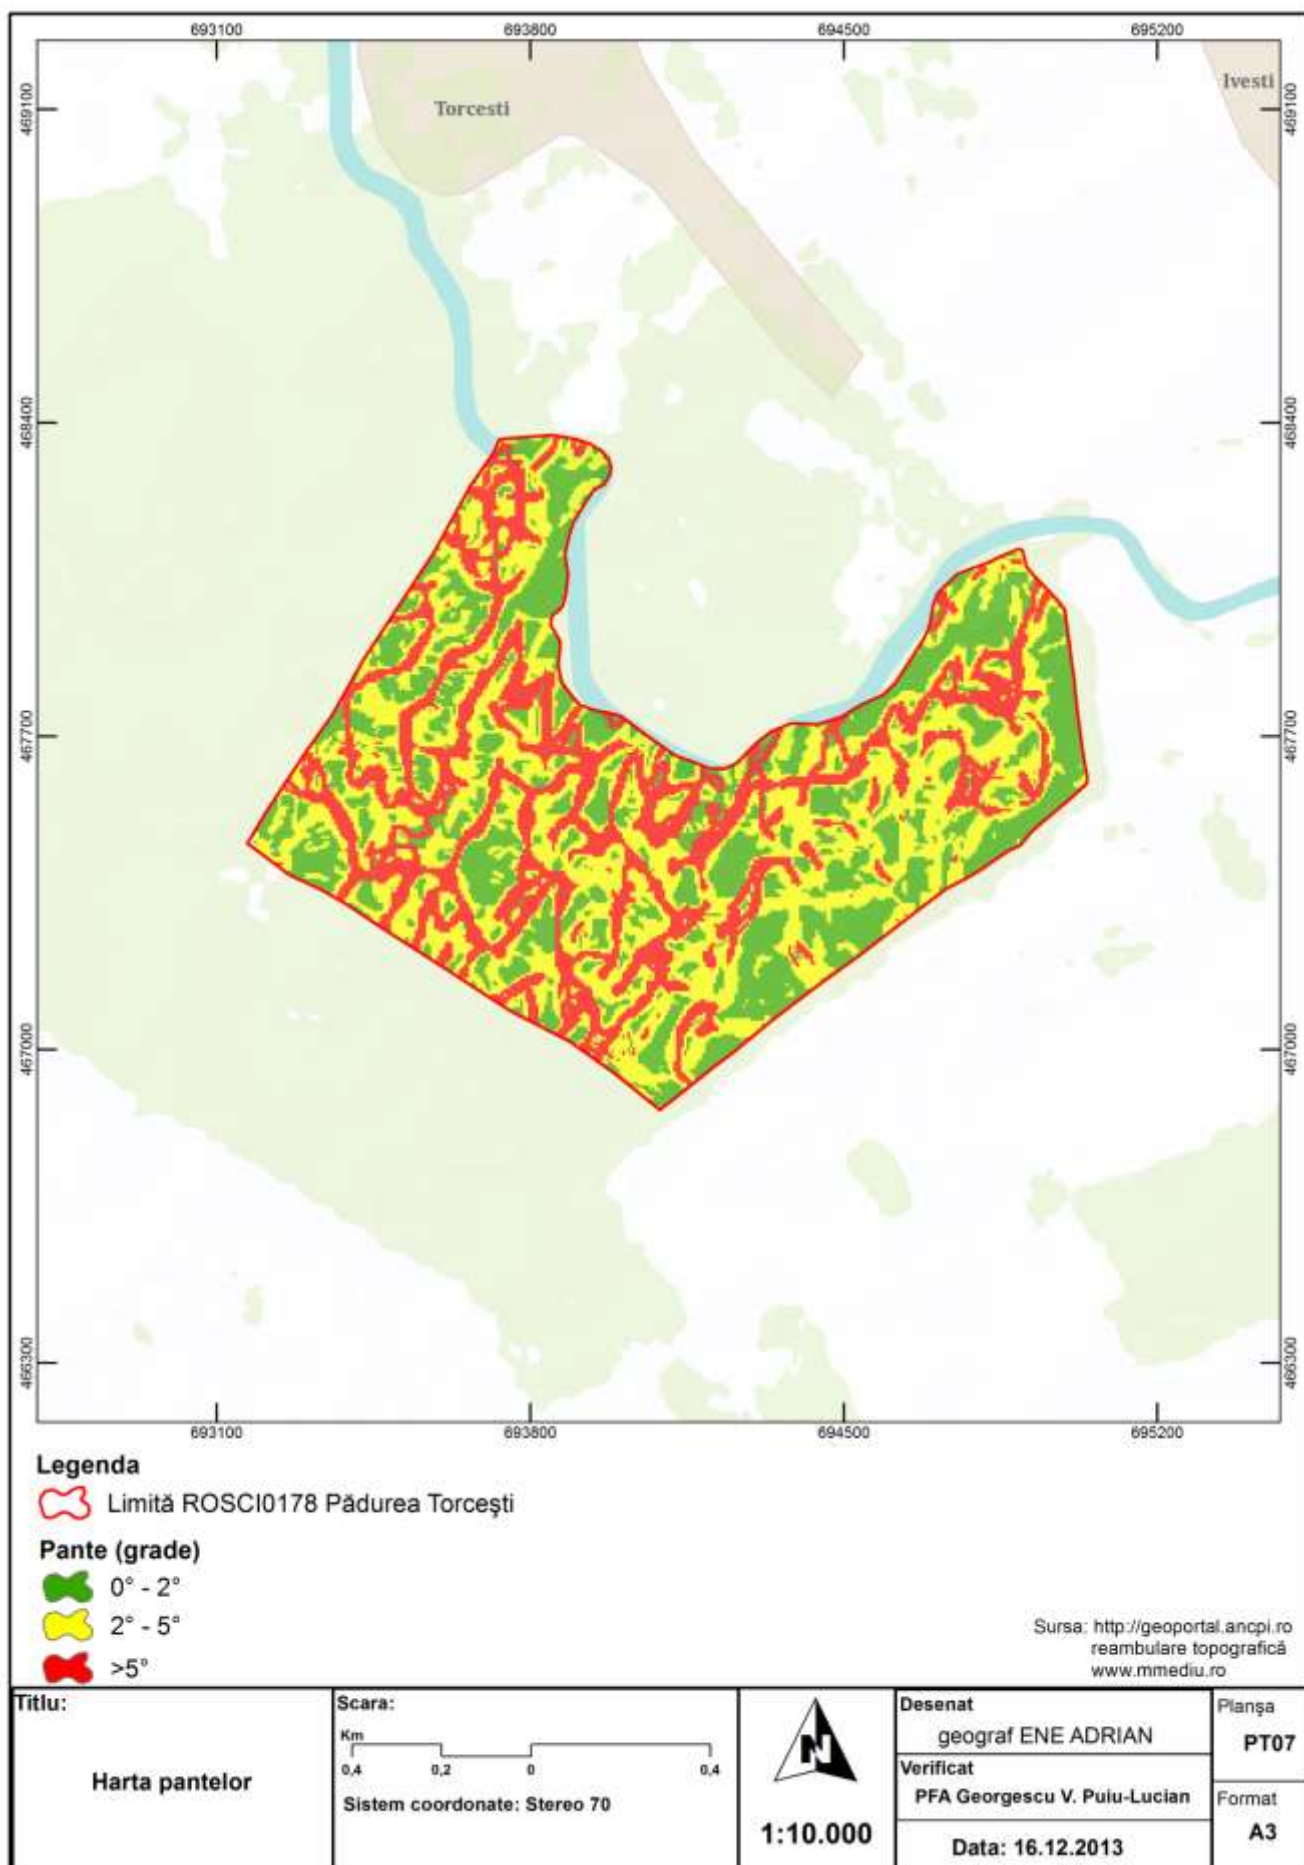 693100 693800 694500 695200
469100 Torcesti Ivesti 469100
468400 468400
467700 467700
467000 467000
466300 466300
693100 693800 694500 695200
Legenda
Limită ROSCI0178 Pădurea Torceşti
Pante (grade)
0° - 2°
2° - 5°
>5°
Sursa: http://geoportal.ancpi.ro
reambulare topografică
www.mmediu.ro
Titlu:
Harta pantelor
Scara:
Km
0,4 0,2 0 0,4
Sistem coordonate: Stereo 70
N
1:10.000
Desenat
geograf ENE ADRIAN
Verificat
PFA Georgescu V. Puiu-Lucian
Data: 16.12.2013
Planşa
PT07
Format
A3